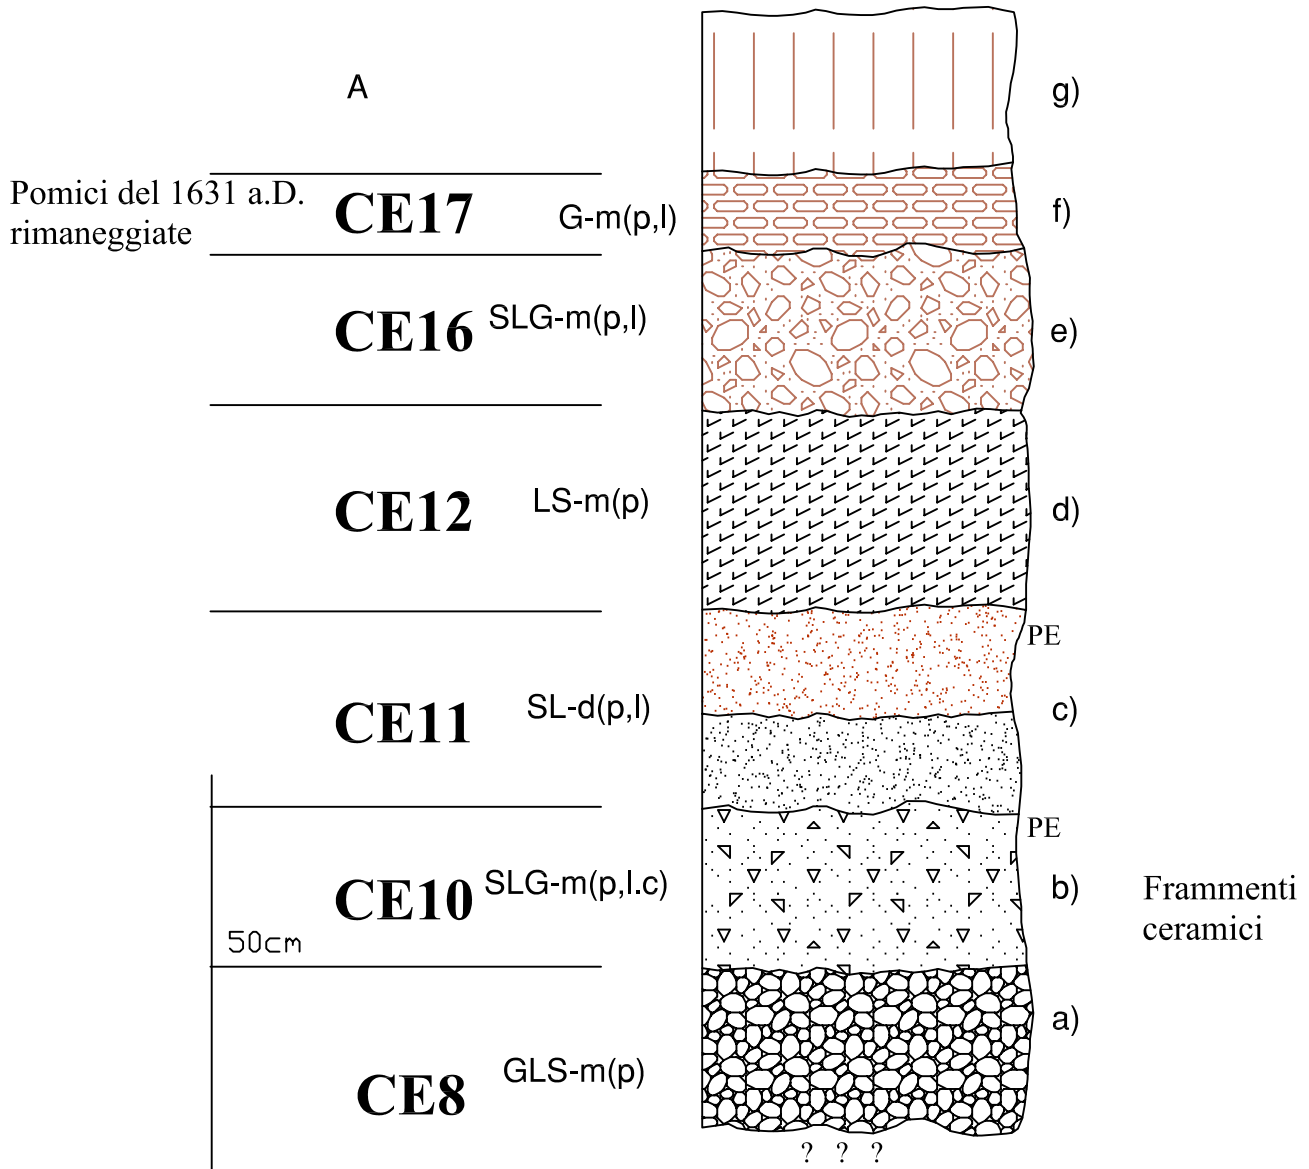 A
g)
Pomici del 1631 a.D.
rimaneggiate
CE17
G-m(p,l)
f)
CE16
SLG-m(p,l)
e)
CE12
LS-m(p)
d)
PE
CE11
SL-d(p,l)
c)
PE
CE10
SLG-m(p,l.c)
b)
Frammenti
ceramici
50cm
a)
CE8
GLS-m(p)
? ? ?